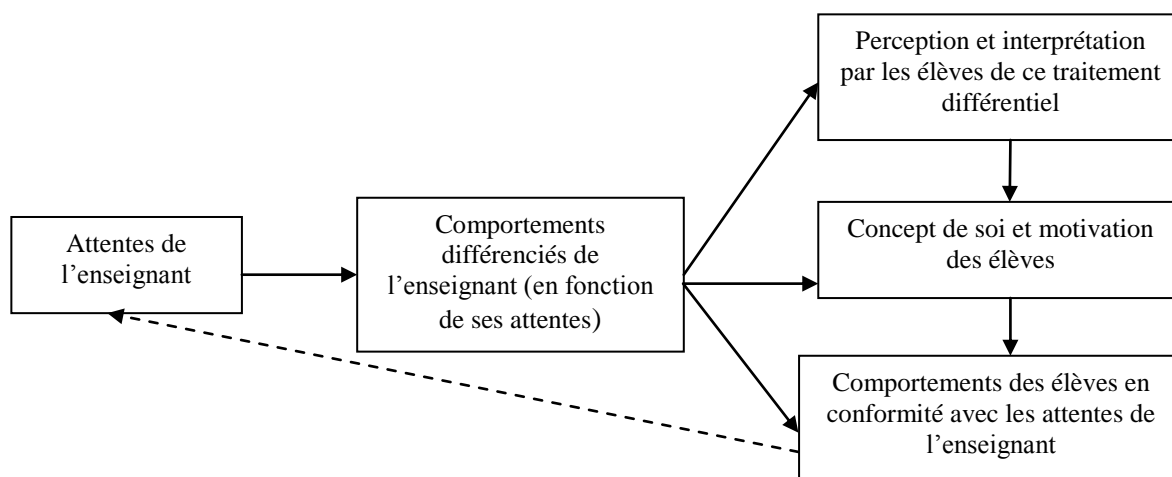 Perception et interprétation
par les élèves de ce traitement
différentiel
Attentes de
l’enseignant
Comportements
différenciés de
l’enseignant (en fonction
de ses attentes)
Concept de soi et motivation
des élèves
Comportements des élèves en
conformité avec les attentes de
l’enseignant